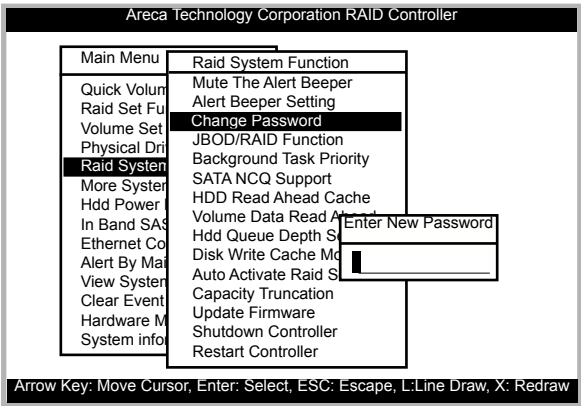 Areca Technology Corporation RAID Controller
Main Menu
Quick Volum
Raid Set Fu
Volume Set
Physical Dri
Raid System
More System
Hdd Power
In Band SAS
Ethernet Co
Alert By Mai
View System
Clear Event
Hardware M
System infor
Raid System Function
Mute The Alert Beeper
Alert Beeper Setting
Change Password
JBOD/RAID Function
Background Task Priority
SATA NCQ Support
HDD Read Ahead Cache
Volume Data Read Ahead
Hdd Queue Depth S
Disk Write Cache Mo
Auto Activate Raid S
Capacity Truncation
Update Firmware
Shutdown Controller
Restart Controller
Enter New Password
Arrow Key: Move Cursor, Enter: Select, ESC: Escape, L:Line Draw, X: Redraw